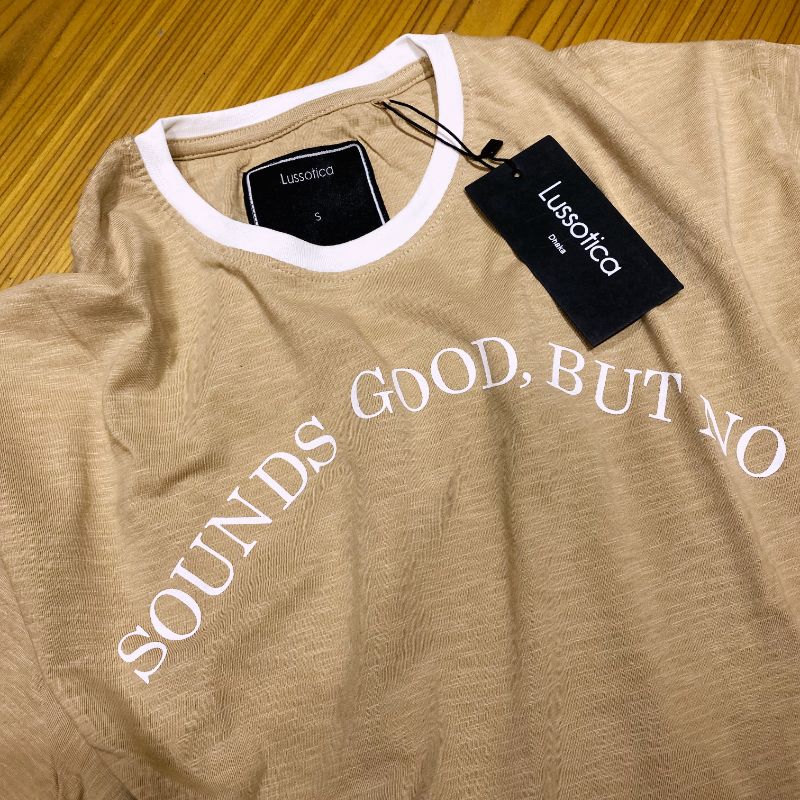 Lussotica
S
Lussotica
Dhaka
SOUNDS GOOD, BUT NO